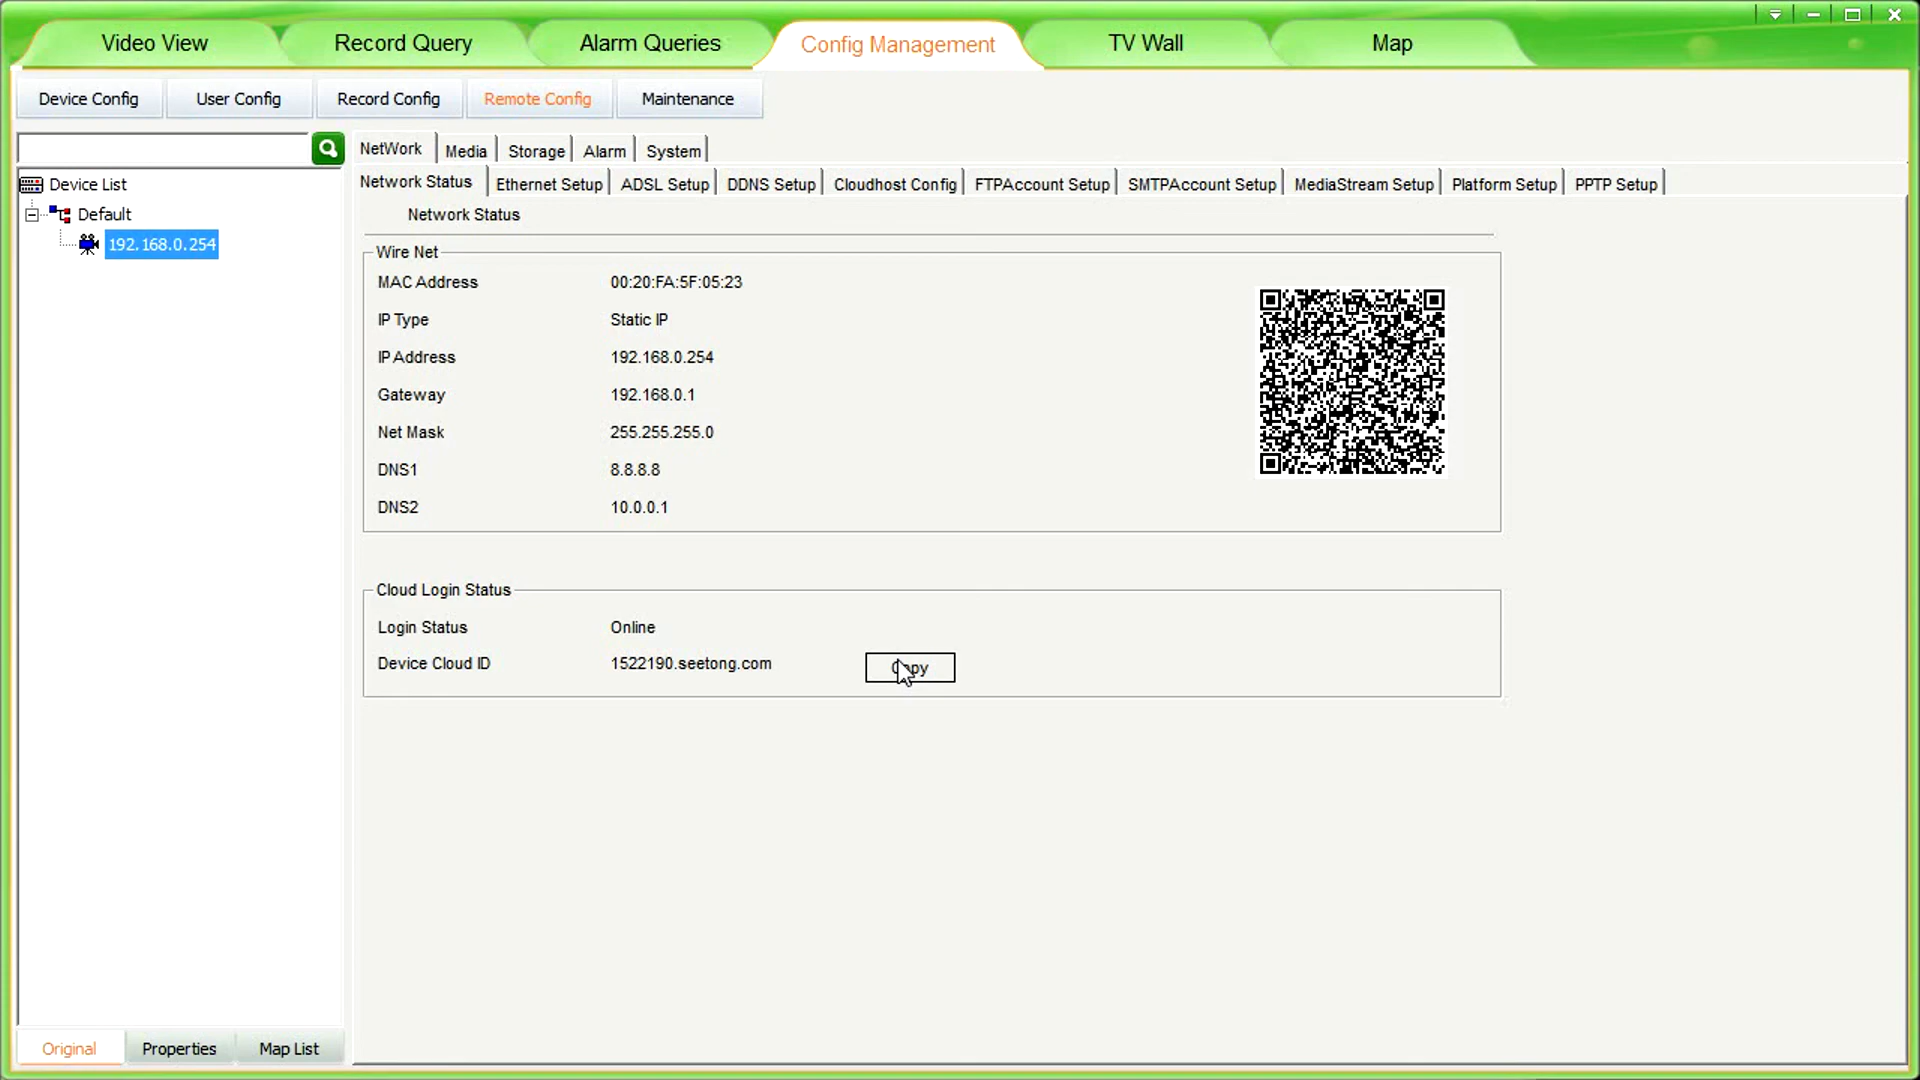 Video View Record Query Alarm Queries Config Management TV Wall Map
Device Config User Config Record Config Remote Config Maintenance
NetWork Media Storage Alarm System
Network Status Ethernet Setup ADSL Setup DDNS Setup Cloudhost Config FTPAccount Setup SMTPAccount Setup MediaStream Setup Platform Setup PPTP Setup
Device List
Default
192.168.0.254
Network Status
Wire Net
MAC Address 00:20:FA:5F:05:23
IP Type Static IP
IP Address 192.168.0.254
Gateway 192.168.0.1
Net Mask 255.255.255.0
DNS1 8.8.8.8
DNS2 10.0.0.1
Cloud Login Status
Login Status Online
Device Cloud ID 1522190.seetong.com Copy
Original Properties Map List